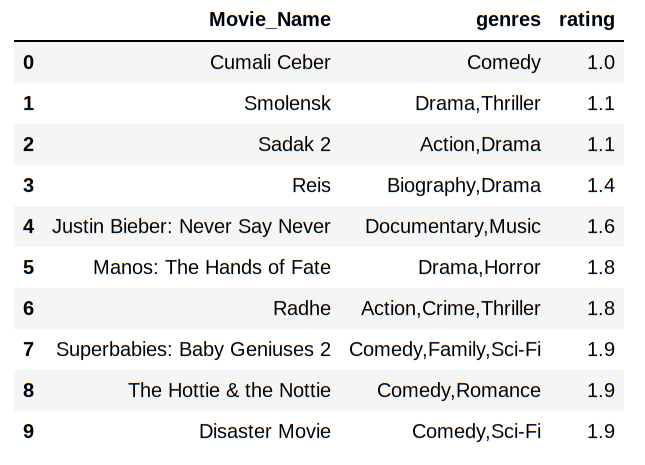 Movie_Name genres rating
0 Cumali Ceber Comedy 1.0
1 Smolensk Drama,Thriller 1.1
2 Sadak 2 Action,Drama 1.1
3 Reis Biography,Drama 1.4
4 Justin Bieber: Never Say Never Documentary,Music 1.6
5 Manos: The Hands of Fate Drama,Horror 1.8
6 Radhe Action,Crime,Thriller 1.8
7 Superbabies: Baby Geniuses 2 Comedy,Family,Sci-Fi 1.9
8 The Hottie & the Nottie Comedy,Romance 1.9
9 Disaster Movie Comedy,Sci-Fi 1.9